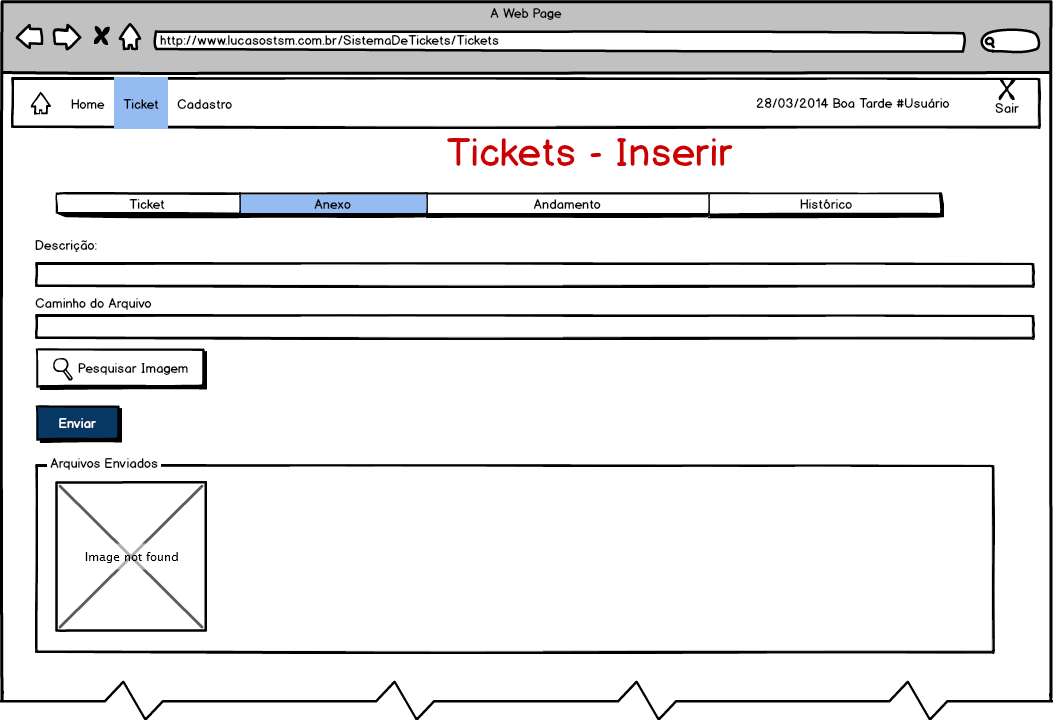 A Web Page
http://www.lucasostsm.com.br/SistemaDeTickets/Tickets
Home Ticket Cadastro 28/03/2014 Boa Tarde #Usuário Sair
Tickets - Inserir
Ticket Anexo Andamento Histórico
Descrição:
Caminho do Arquivo
Pesquisar Imagem
Enviar
Arquivos Enviados
Image not found